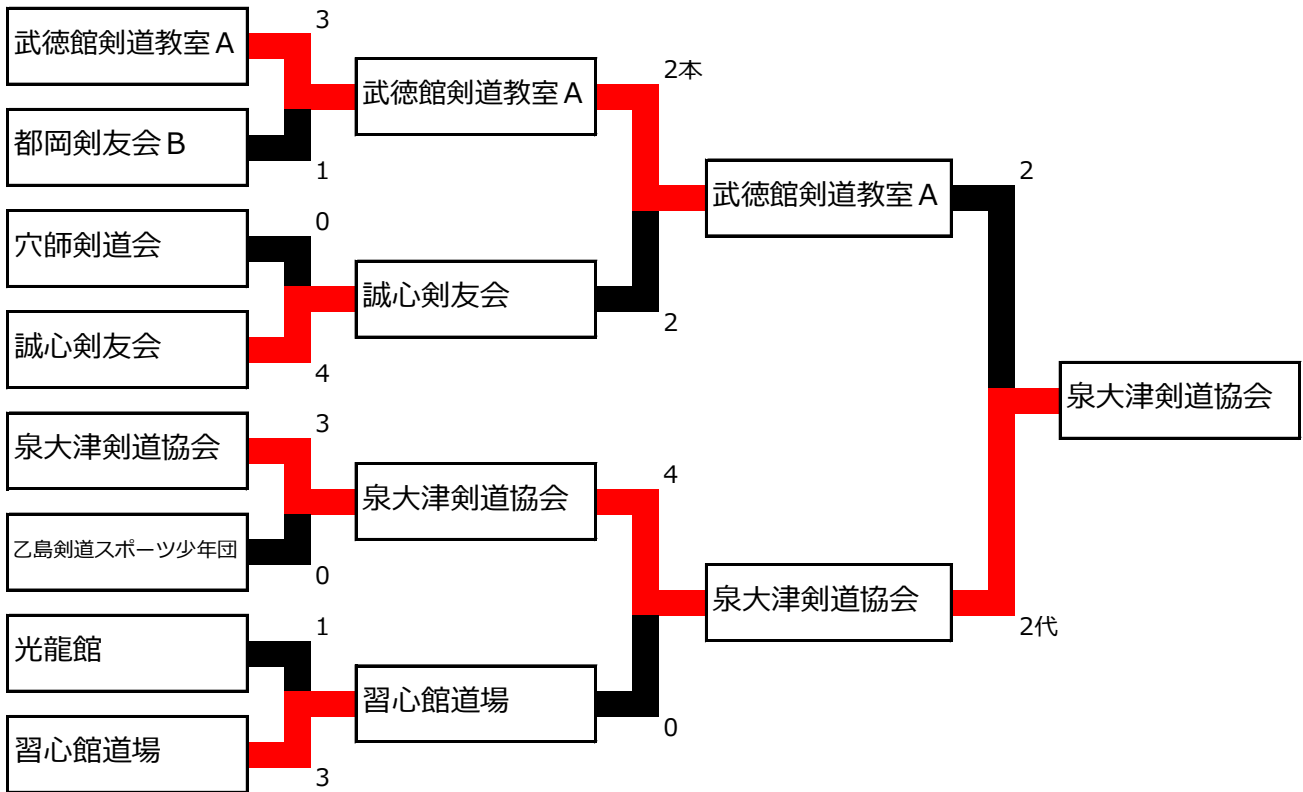 武徳館剣道教室A
3
都岡剣友会B
1
穴師剣道会
0
誠心剣友会
4
泉大津剣道協会
3
乙島剣道スポーツ少年団
0
光龍館
1
習心館道場
3
武徳館剣道教室A
2本
誠心剣友会
2
泉大津剣道協会
4
習心館道場
0
武徳館剣道教室A
2
泉大津剣道協会
2代
泉大津剣道協会